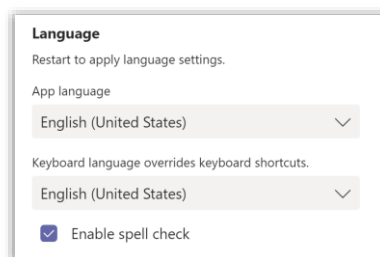 Language
Restart to apply language settings.
App language
English (United States)
Keyboard language overrides keyboard shortcuts.
English (United States)
Enable spell check